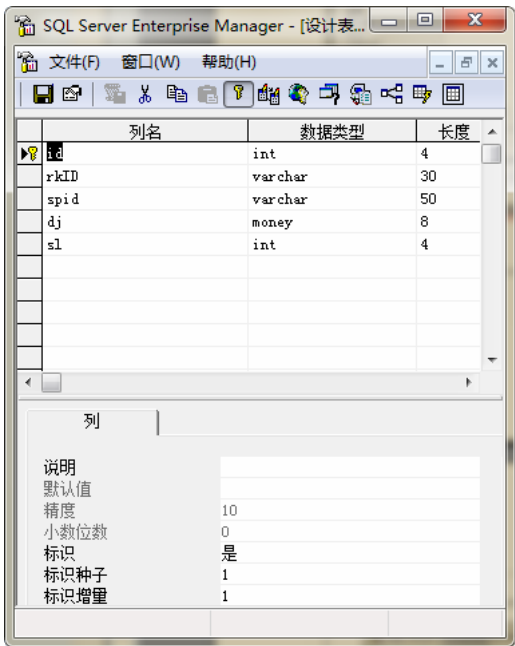 SQL Server Enterprise Manager - [设计表...
文件(F) 窗口(W) 帮助(H)
列名 数据类型 长度
id int 4
rkID varchar 30
spid varchar 50
dj money 8
sl int 4
列
说明
默认值
精度 10
小数位数 0
标识 是
标识种子 1
标识增量 1